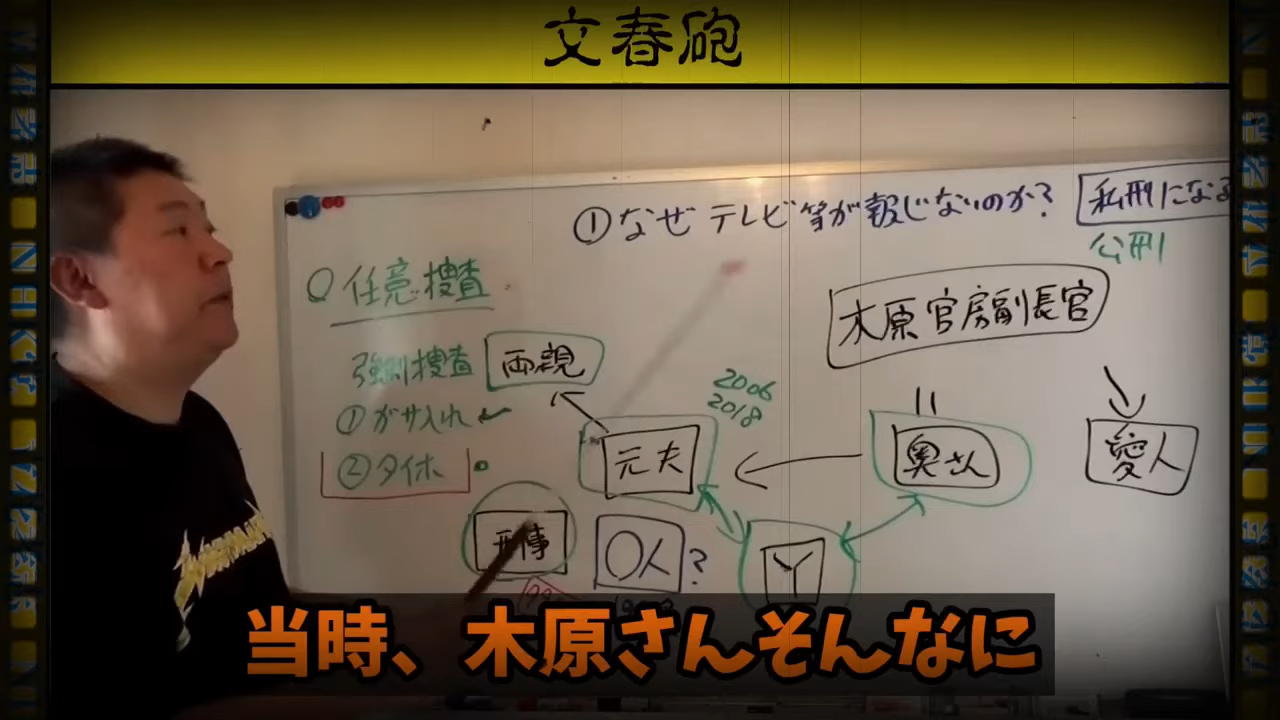 文春砲
①なぜテレビ等が報じないのか?
私刑になる
公刑
○任意捜査
木原官房副長官
強制捜査
両親
2006
2018
①ガサ入れ
②タイホ
元夫
奥さん
愛人
刑事
○人?
Y
当時、木原さんそんなに